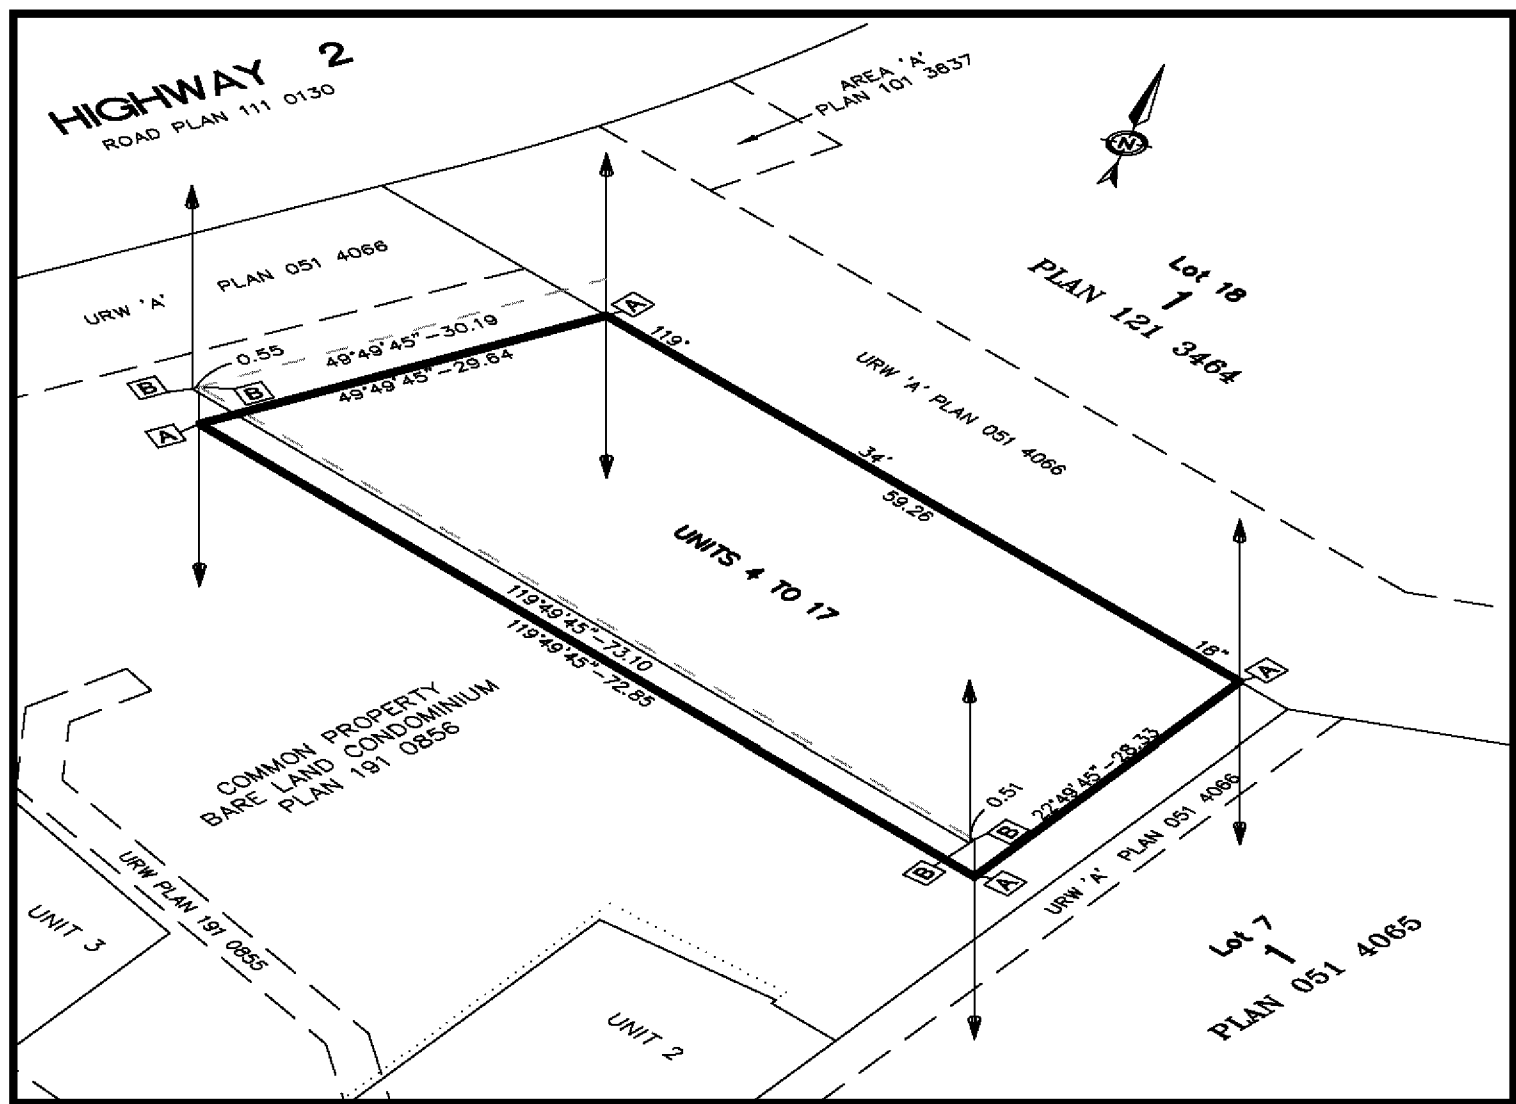 HIGHWAY 2
ROAD PLAN 111 0130
AREA 'A'
PLAN 101 3637
N
URW 'A' PLAN 051 4066
Lot 18
1
PLAN 121 3464
A
0.55
49°49'45"-30.19
49°49'45"-29.64
B
B
A
119°
34'
59.26
18"
URW 'A' PLAN 051 4066
UNITS 4 TO 17
119°49'45"-73.10
119°49'45"-72.85
A
COMMON PROPERTY
BARE LAND CONDOMINIUM
PLAN 191 0856
0.51
22°49'45"-28.33
B
B
A
URW 'A' PLAN 051 4066
URW PLAN 191 0855
UNIT 3
UNIT 2
Lot 7
1
PLAN 051 4065